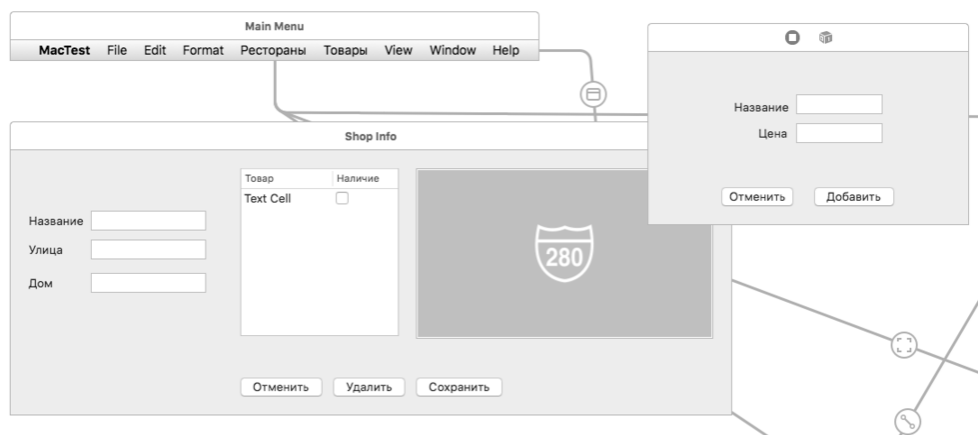 Main Menu
MacTest File Edit Format Рестораны Товары View Window Help
Shop Info
Название
Улица
Дом
Товар Наличие
Text Cell
280
Отменить Удалить Сохранить
Название
Цена
Отменить Добавить